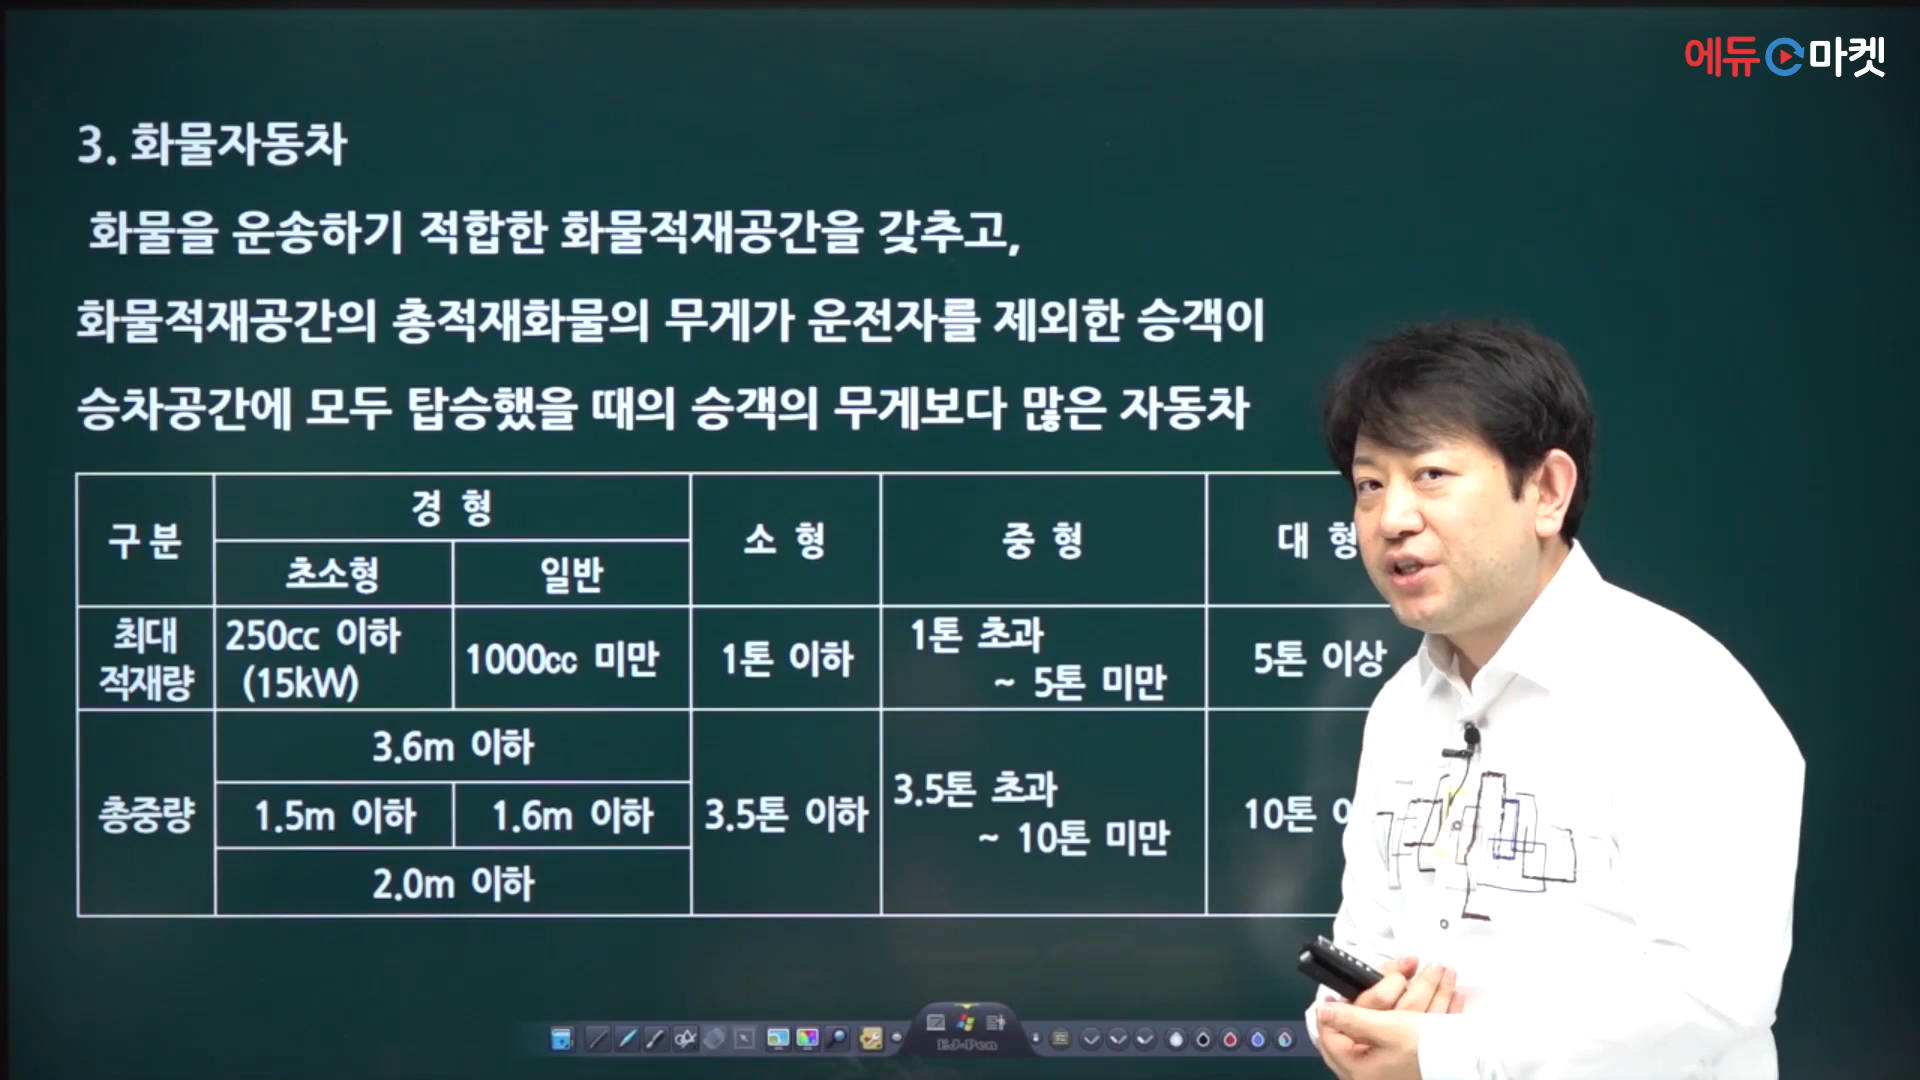 에듀 마켓
3. 화물자동차
화물을 운송하기 적합한 화물적재공간을 갖추고,
화물적재공간의 총적재화물의 무게가 운전자를 제외한 승객이
승차공간에 모두 탑승했을 때의 승객의 무게보다 많은 자동차
구분 경 형 소 형 중 형 대 형
초소형 일반
최대
적재량
250cc 이하
(15kW)
1000cc 미만
1톤 이하
1톤 초과
~ 5톤 미만
5톤 이상
총중량
3.6m 이하
1.5m 이하 1.6m 이하
2.0m 이하
3.5톤 이하
3.5톤 초과
~ 10톤 미만
10톤
EJ-Pen